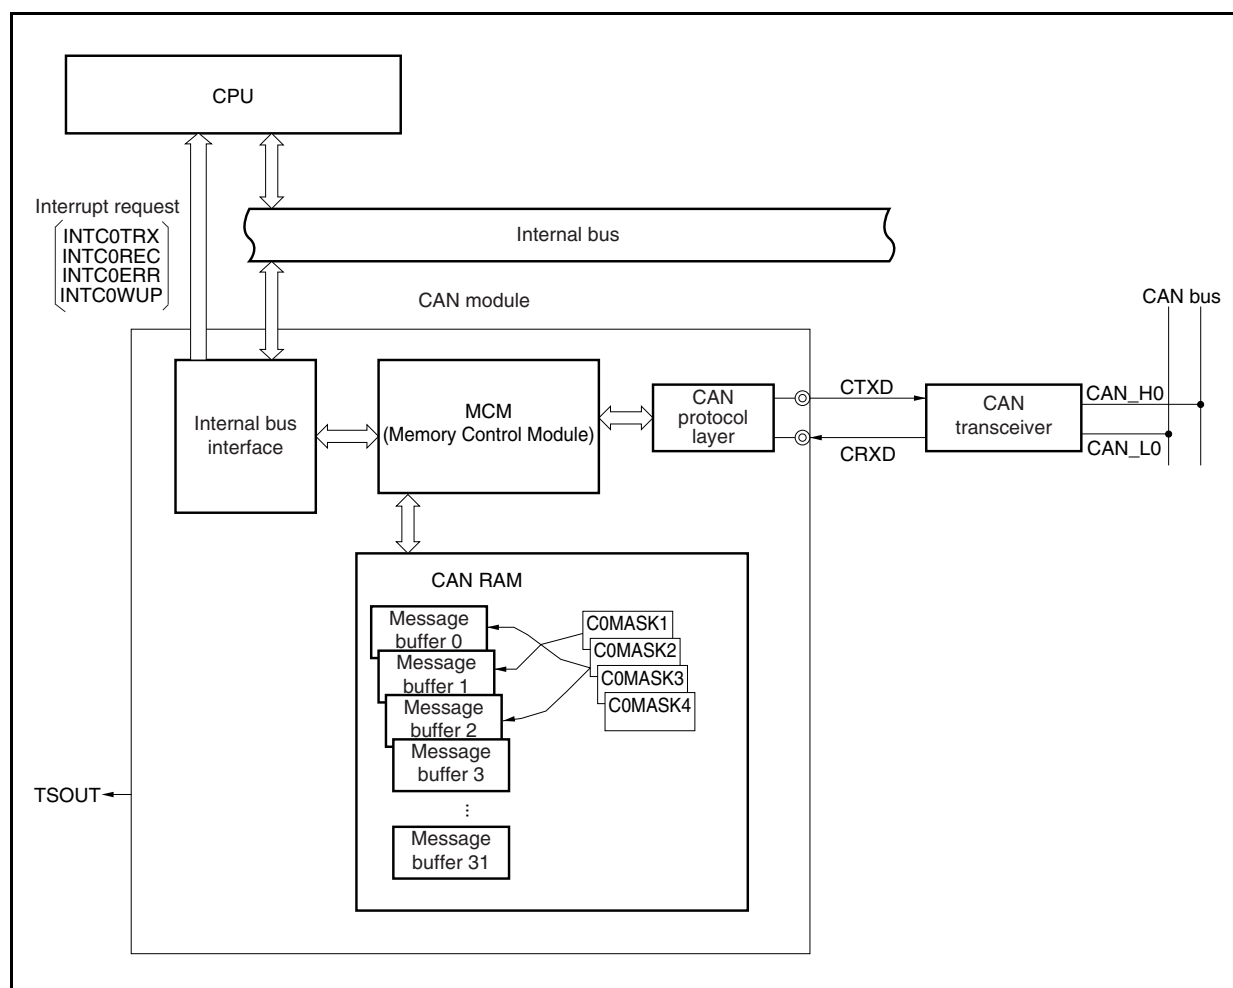 CPU
Interrupt request
INTC0TRX
INTC0REC
INTC0ERR
INTC0WUP
Internal bus
CAN module
CAN bus
Internal bus
interface
MCM
(Memory Control Module)
CAN
protocol
layer
CTXD
CRXD
CAN
transceiver
CAN_H0
CAN_L0
CAN RAM
Message
buffer 0
Message
buffer 1
Message
buffer 2
Message
buffer 3
...
Message
buffer 31
C0MASK1
C0MASK2
C0MASK3
C0MASK4
TSOUT